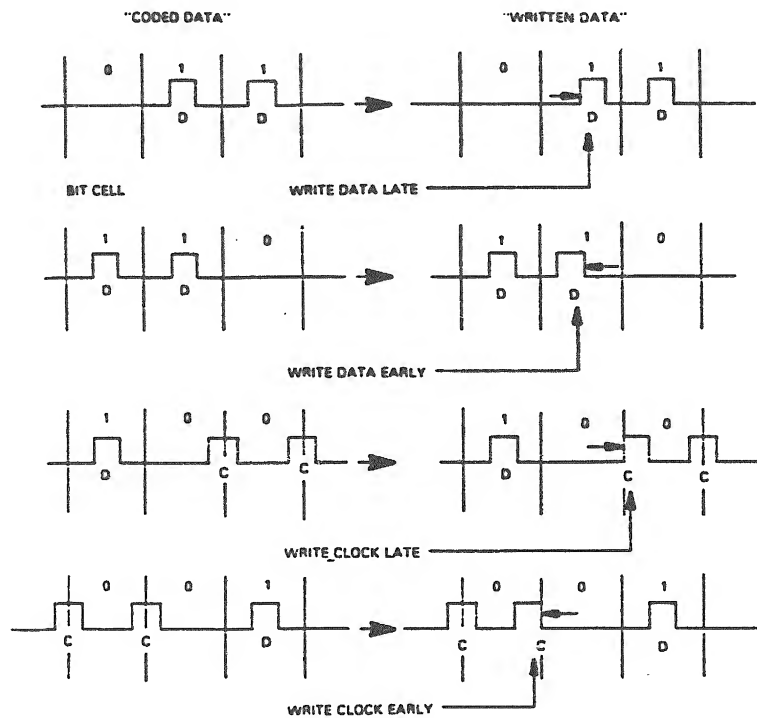 "CODED DATA" "WRITTEN DATA"
0 1 1 0 1 1
D D D D
BIT CELL WRITE DATA LATE
1 1 0 1 1 0
D D D D
WRITE DATA EARLY
1 0 0 1 0 0
D C C D C C
WRITE_CLOCK LATE
0 0 1 0 0 1
C C D C C D
WRITE CLOCK EARLY